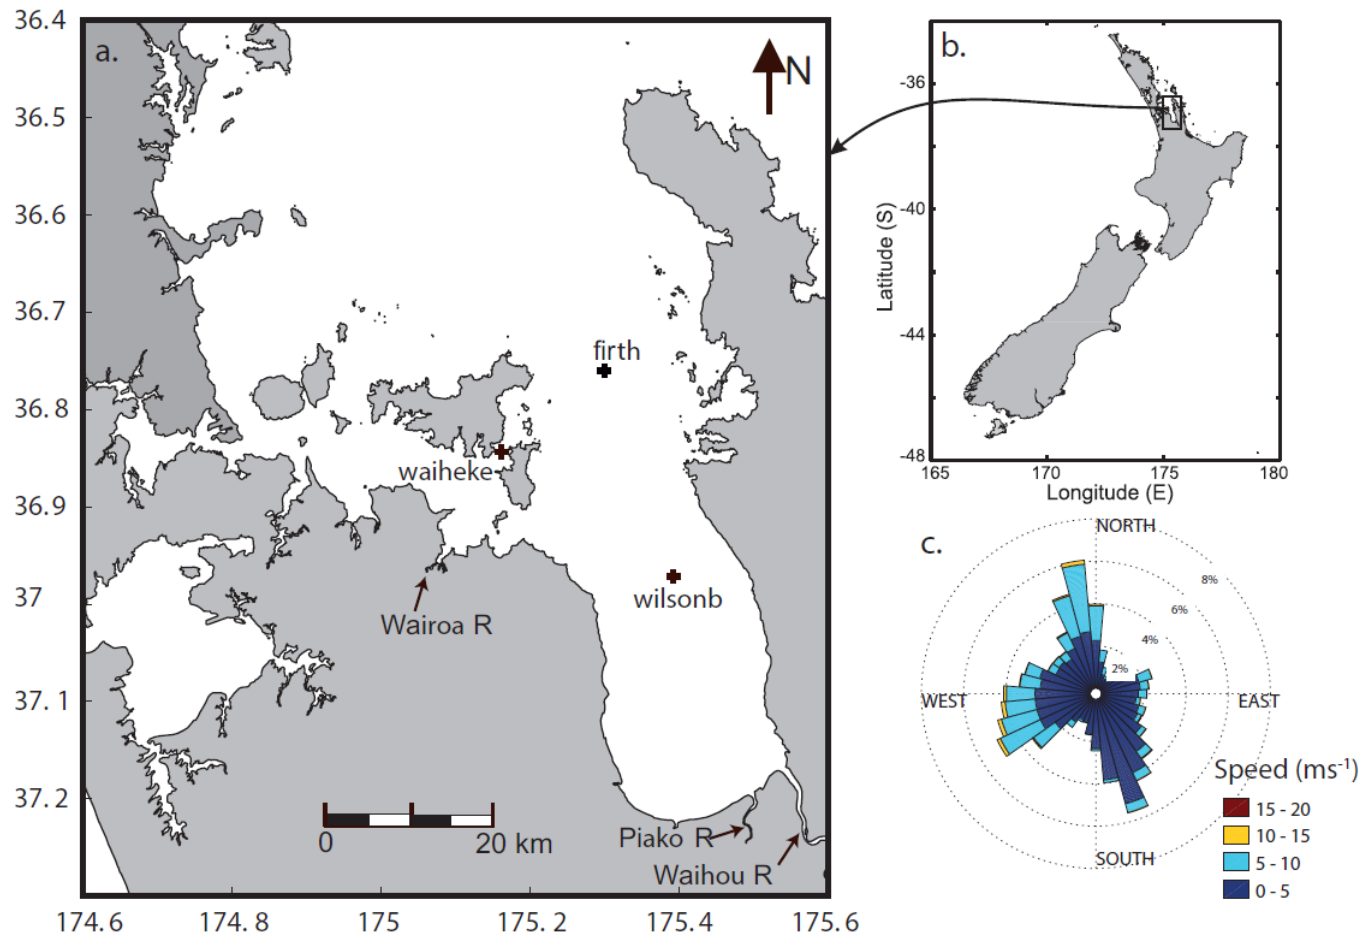 a.
N
36.4
36.5
36.6
36.7
36.8
36.9
37
37.1
37.2
firth
waiheke
wilsonb
Wairoa R
Piako R
Waihou R
0 20 km
174.6 174.8 175 175.2 175.4 175.6
b.
-36
-40
-44
-48
Latitude (S)
165 170 175 180
Longitude (E)
c.
NORTH
8%
6%
4%
2%
WEST
EAST
SOUTH
Speed (ms-1)
15 - 20
10 - 15
5 - 10
0 - 5